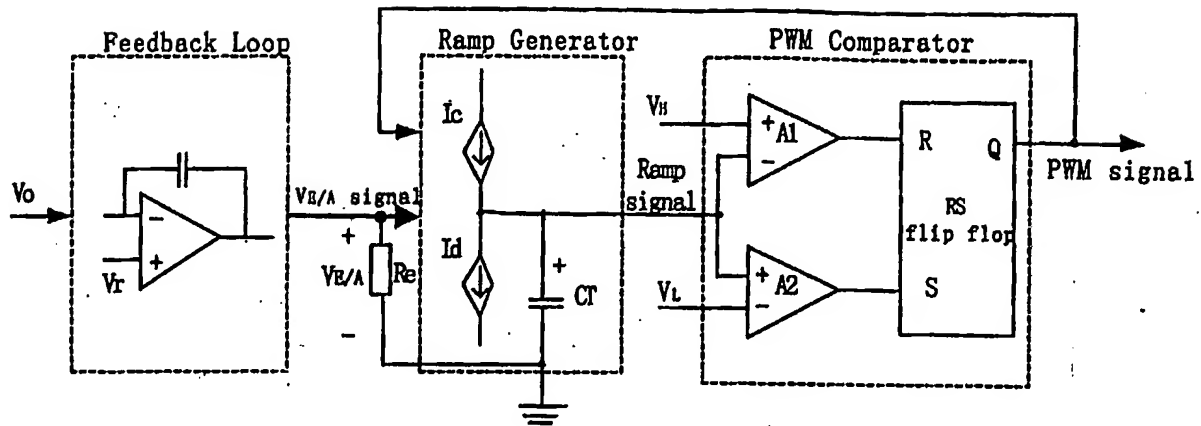 Feedback Loop
Ramp Generator
PWM Comparator
Ic
VH
+
A1
-
R
Q
PWM signal
Ramp
signal
Vo
VE/A signal
-
+
Vr
+
VE/A
-
Re
Id
+
CT
RS
flip flop
+
A2
-
VL
S